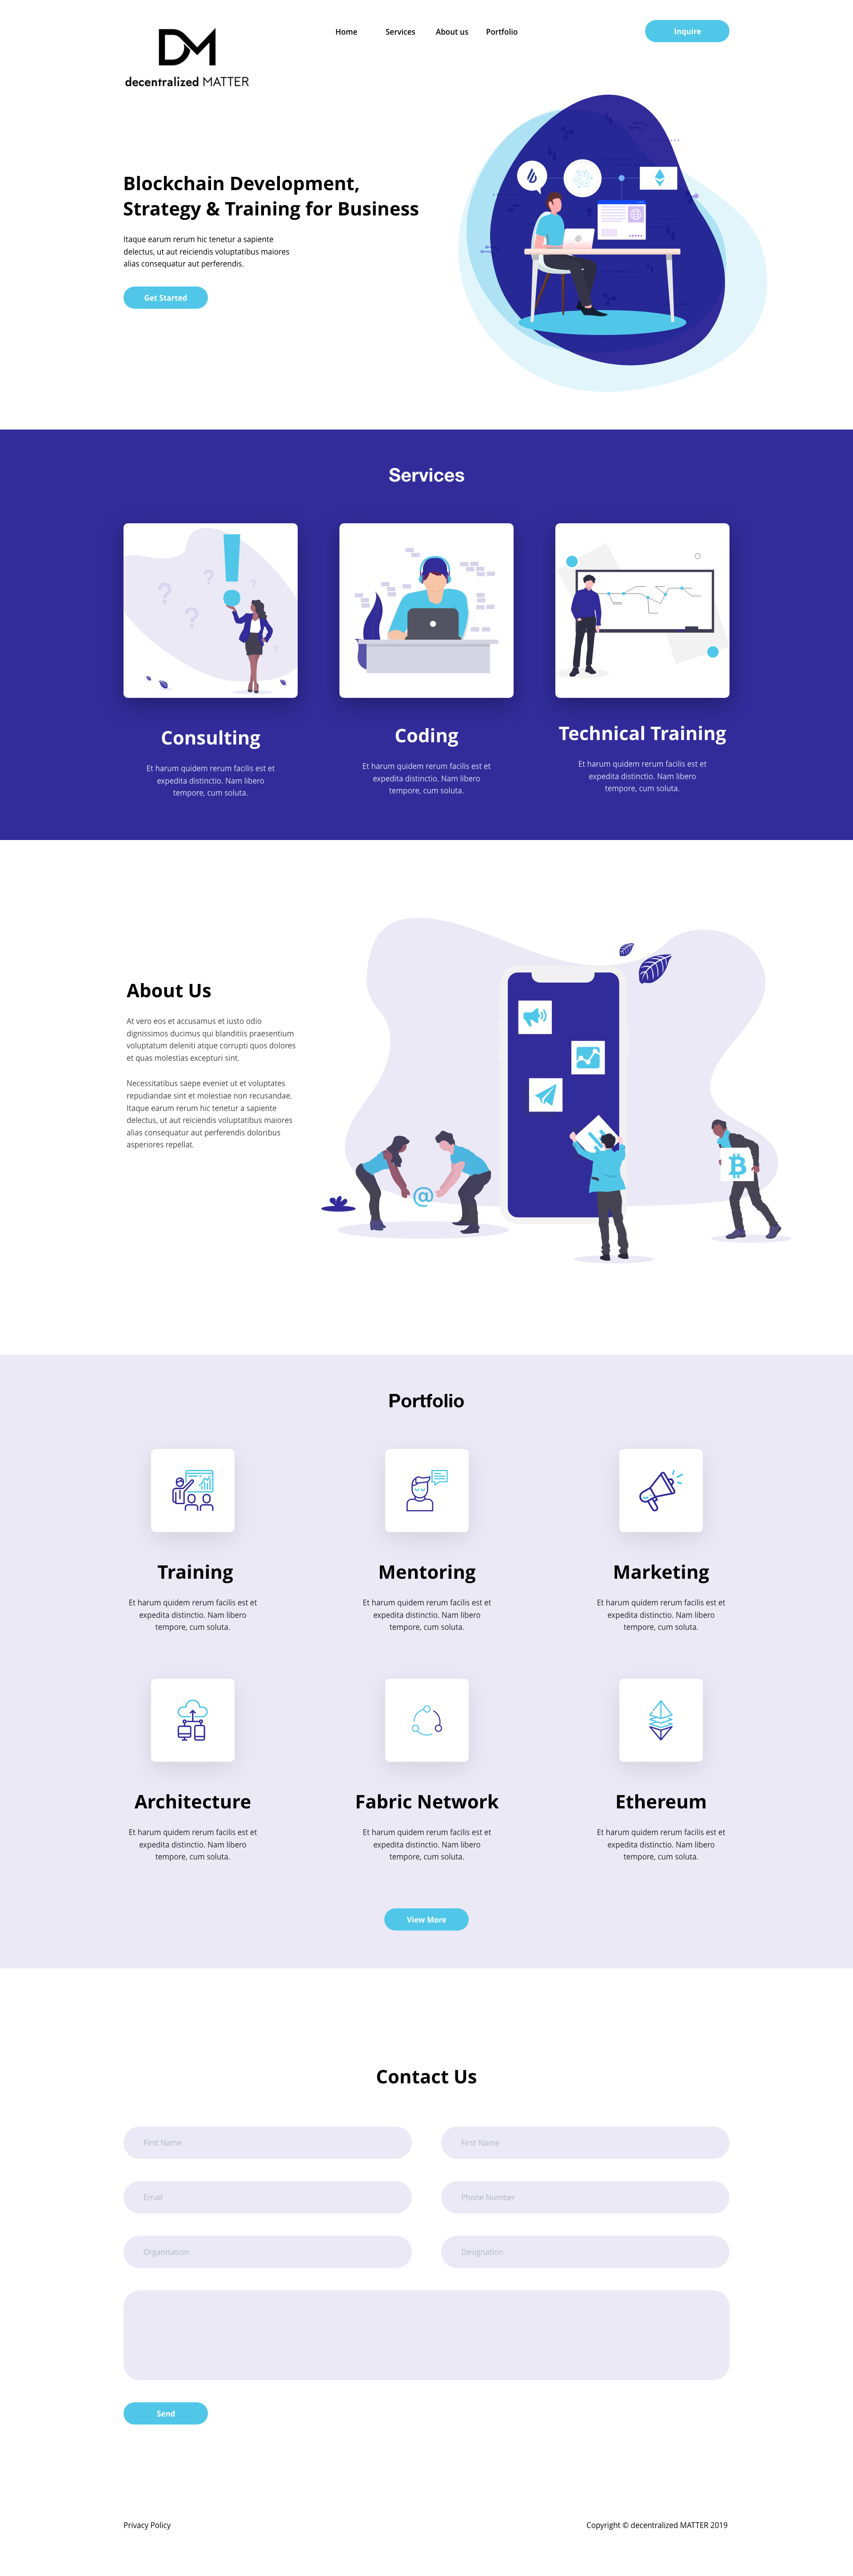 DM
decentralized MATTER
Home Services About us Portfolio
Inquire
Blockchain Development,
Strategy & Training for Business
Itaque earum rerum hic tenetur a sapiente
delectus, ut aut reiciendis voluptatibus maiores
alias consequatur aut perferendis.
Get Started
Services
Consulting
Et harum quidem rerum facilis est et
expedita distinctio. Nam libero
tempore, cum soluta.
Coding
Et harum quidem rerum facilis est et
expedita distinctio. Nam libero
tempore, cum soluta.
Technical Training
Et harum quidem rerum facilis est et
expedita distinctio. Nam libero
tempore, cum soluta.
About Us
At vero eos et accusamus et iusto odio
dignissimos ducimus qui blanditiis praesentium
voluptatum deleniti atque corrupti quos dolores
et quas molestias excepturi sint.
Necessitatibus saepe eveniet ut et voluptates
repudiandae sint et molestiae non recusandae.
Itaque earum rerum hic tenetur a sapiente
delectus, ut aut reiciendis voluptatibus maiores
alias consequatur aut perferendis doloribus
asperiores repellat.
@
Portfolio
Training
Et harum quidem rerum facilis est et
expedita distinctio. Nam libero
tempore, cum soluta.
Mentoring
Et harum quidem rerum facilis est et
expedita distinctio. Nam libero
tempore, cum soluta.
Marketing
Et harum quidem rerum facilis est et
expedita distinctio. Nam libero
tempore, cum soluta.
Architecture
Et harum quidem rerum facilis est et
expedita distinctio. Nam libero
tempore, cum soluta.
Fabric Network
Et harum quidem rerum facilis est et
expedita distinctio. Nam libero
tempore, cum soluta.
Ethereum
Et harum quidem rerum facilis est et
expedita distinctio. Nam libero
tempore, cum soluta.
View More
Contact Us
First Name
First Name
Email
Phone Number
Organisation
Designation
Send
Privacy Policy
Copyright © decentralized MATTER 2019